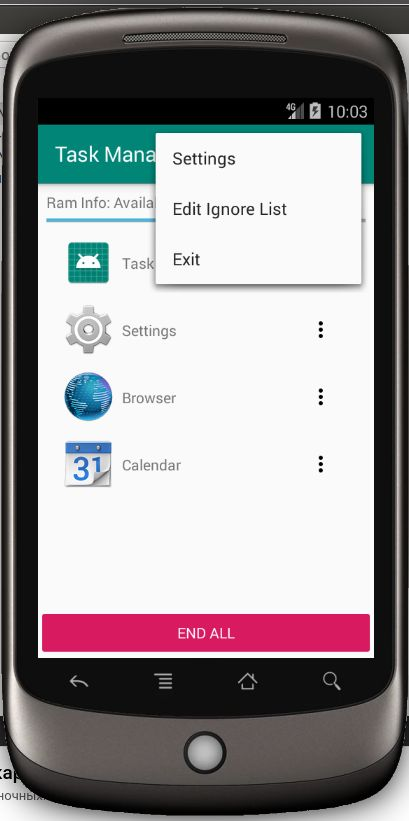 4G 10:03
Task Mana
Settings
Ram Info: Availa
Edit Ignore List
Task
Exit
Settings
Browser
31
Calendar
END ALL